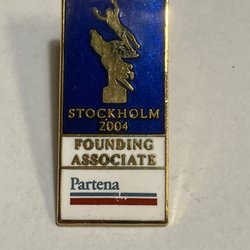 STOCKHOLM
2004
FOUNDING
ASSOCIATE
Partena